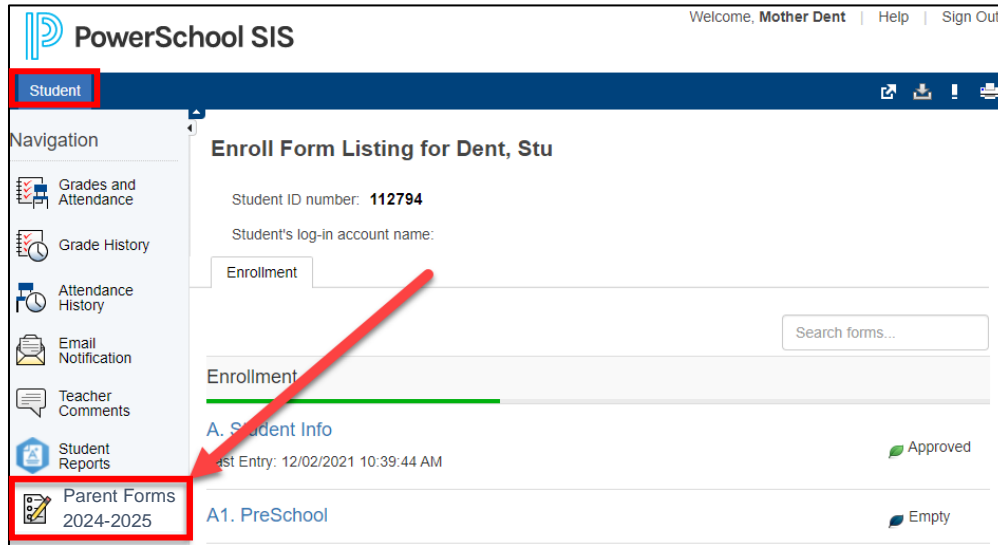 Welcome, Mother Dent | Help | Sign Out
PowerSchool SIS
Student
Navigation
Grades and
Attendance
Grade History
Attendance
History
Email
Notification
Teacher
Comments
Student
Reports
Parent Forms
2024-2025
Enroll Form Listing for Dent, Stu
Student ID number: 112794
Student's log-in account name:
Enrollment
Search forms...
Enrollment
A. Student Info
Last Entry: 12/02/2021 10:39:44 AM
Approved
A1. PreSchool
Empty